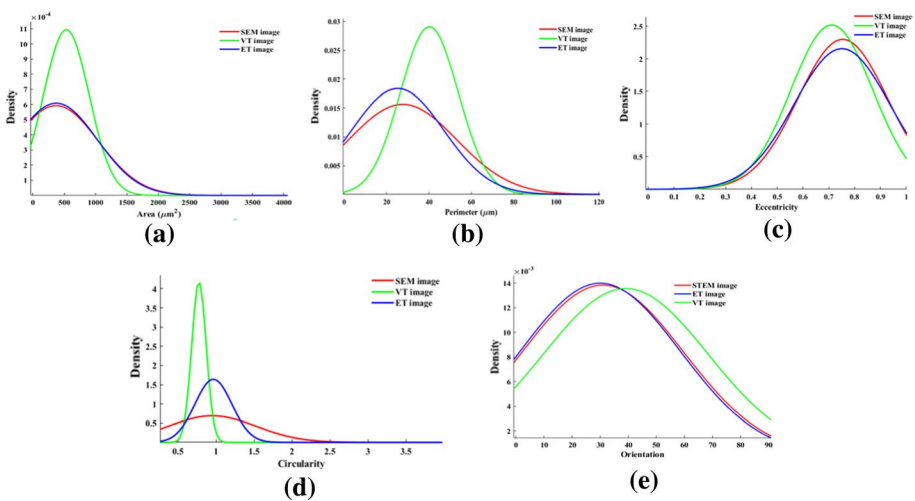 ×10⁻⁴
11
10
9
8
7
6
5
4
3
2
1
Density
0 500 1000 1500 2000 2500 3000 3500 4000
Area (μm²)
SEM image
VT image
ET image
(a)
0.03
0.025
0.02
0.015
0.01
0.005
Density
0 20 40 60 80 100 120
Perimeter (μm)
SEM image
VT image
ET image
(b)
2.5
1.5
0.5
Density
0 0.1 0.2 0.3 0.4 0.5 0.6 0.7 0.8 0.9 1
Eccentricity
SEM image
VT image
ET image
(c)
4
3.5
3
2.5
2
1.5
1
0.5
Density
0.5 1 1.5 2 2.5 3 3.5
Circularity
SEM image
VT image
ET image
(d)
×10⁻³
14
12
10
8
6
4
2
Density
0 10 20 30 40 50 60 70 80 90
Orientation
STEM image
ET image
VT image
(e)